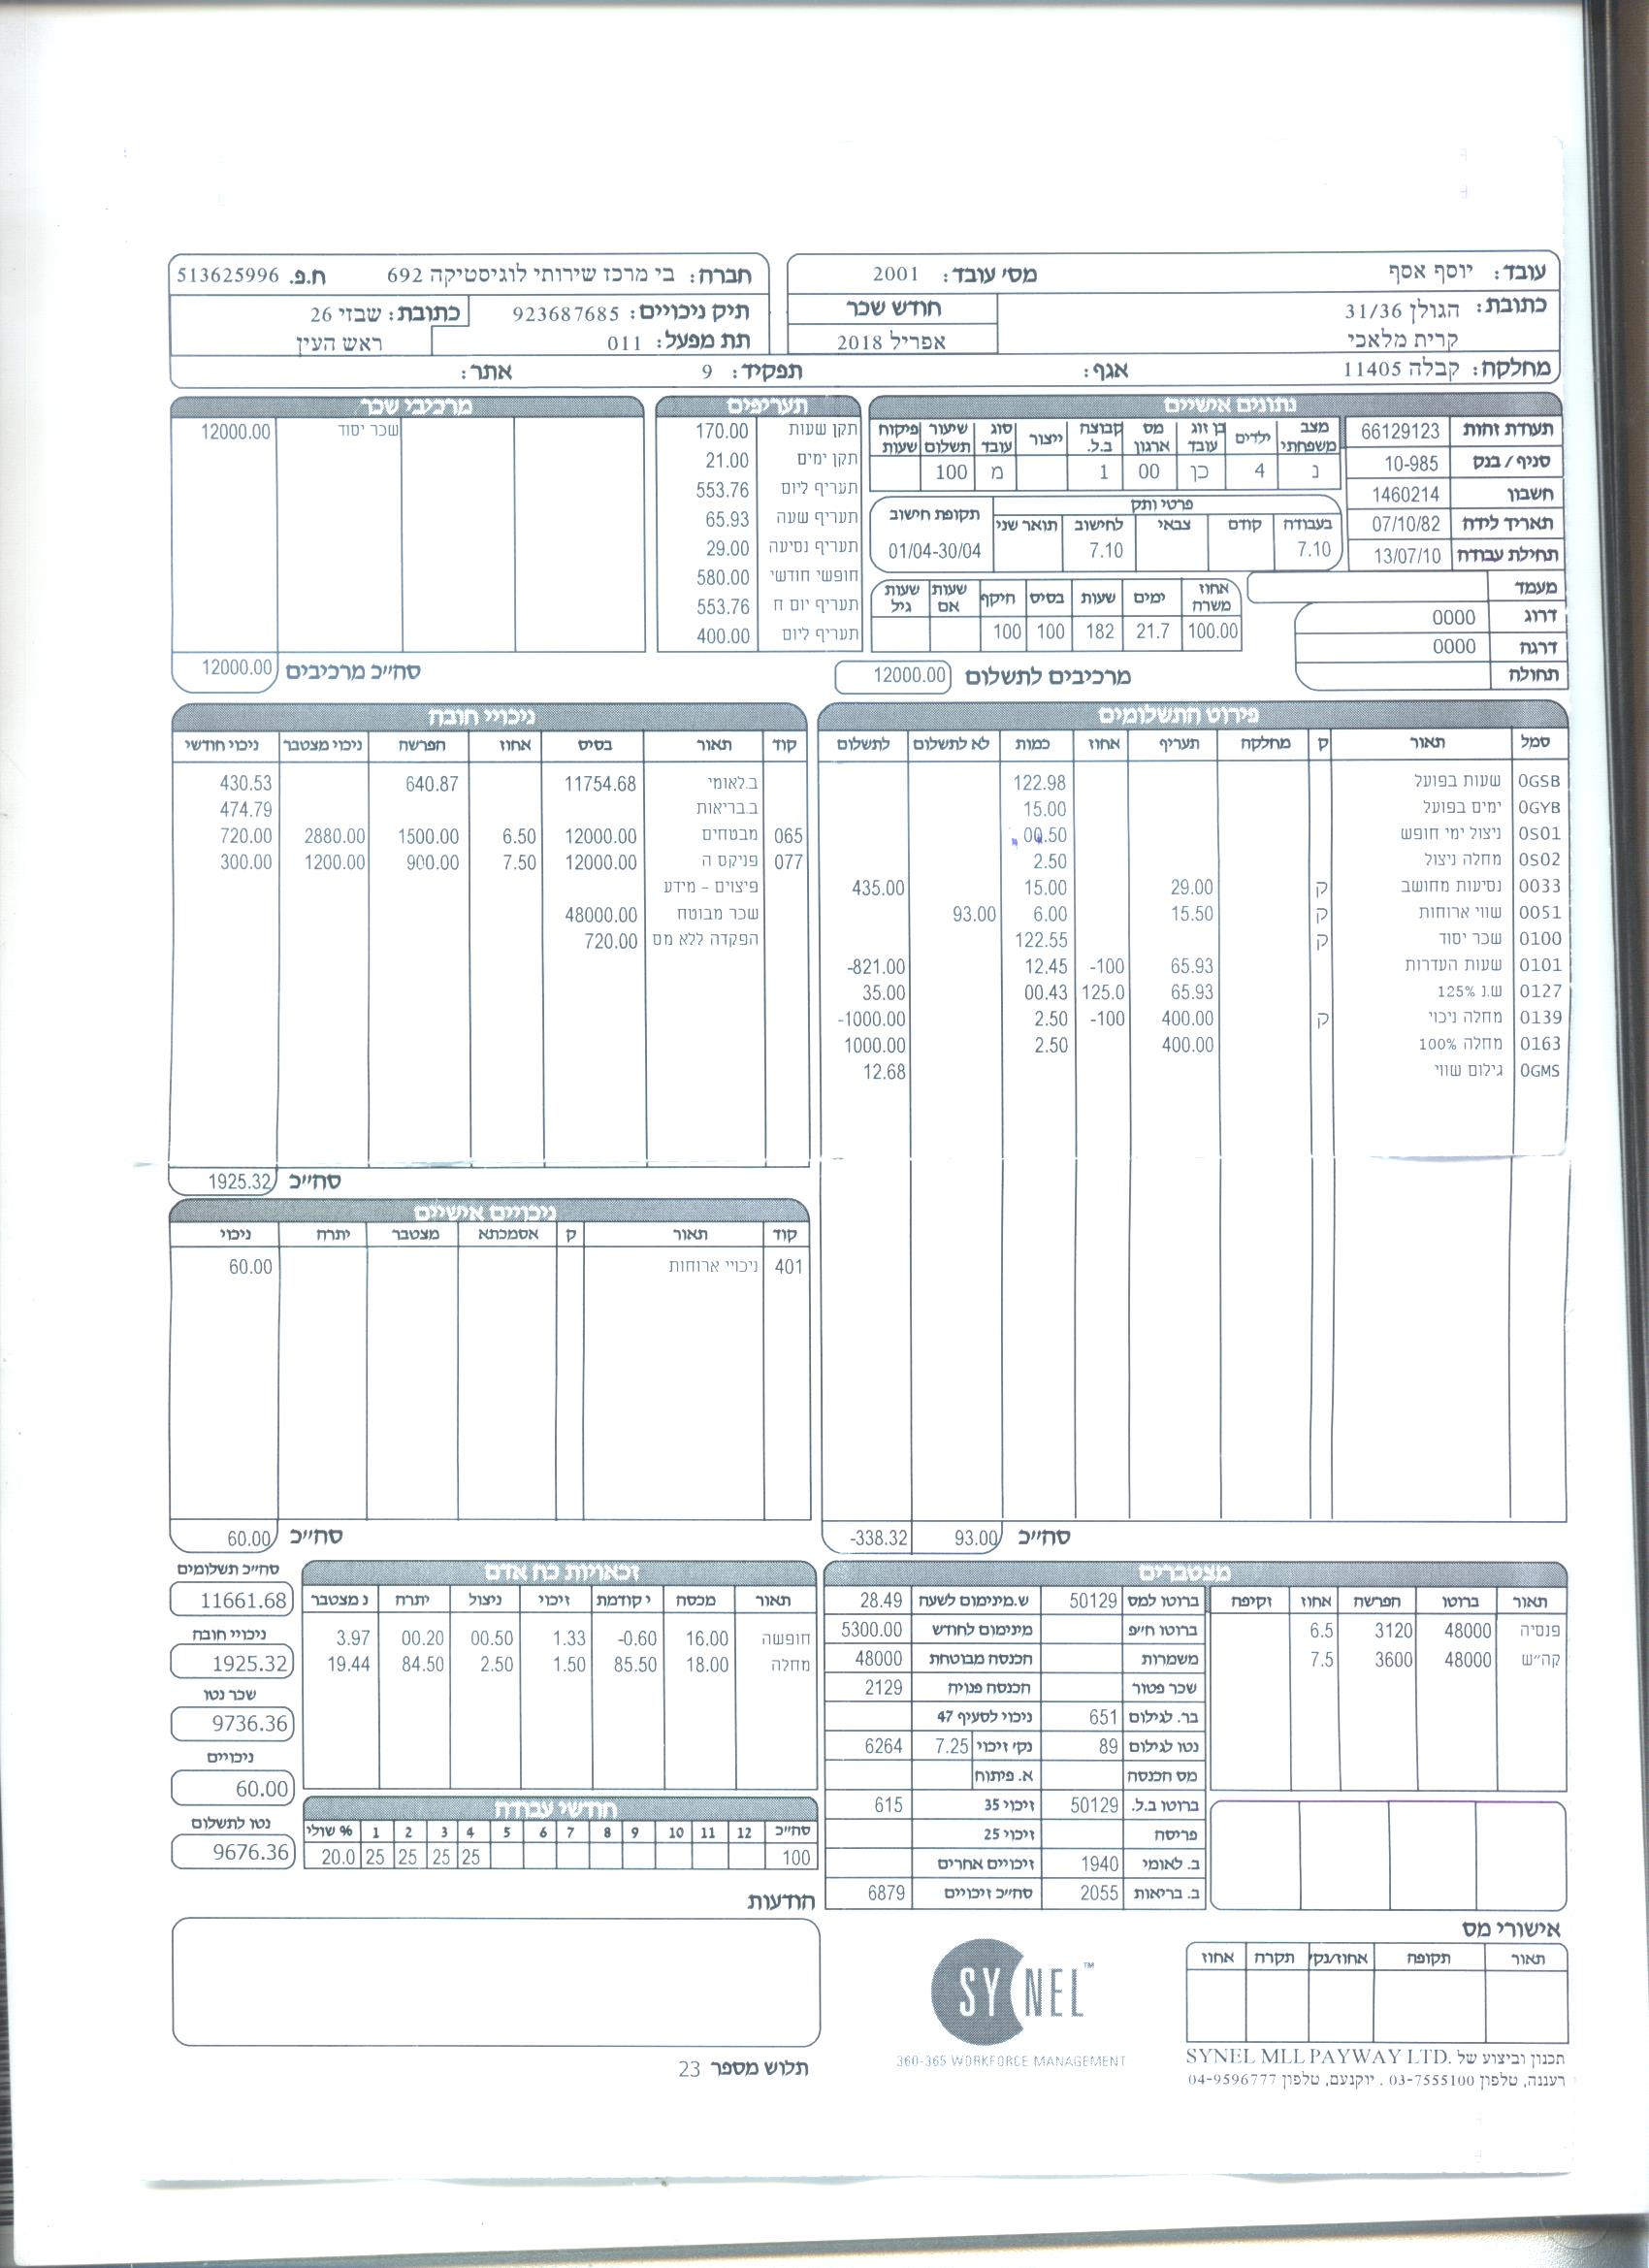 עובד: יוסף אסף מס׳ עובד: 2001
כתובת: הגולן 31/36
קרית מלאכי
חודש שכר
אפריל 2018
חברה: בי מרכז שירותי לוגיסטיקה 692 ח.פ. 513625996
תיק ניכויים: 923687685 כתובת: שבזי 26
תת מפעל: 011 ראש העין
מחלקה: קבלה 11405 אגף: תפקיד: 9 אתר:
נתונים אישיים
תעודת זהות 66129123
סניף / בנק 10-985
חשבון 1460214
תאריך לידה 07/10/82
תחילת עבודה 13/07/10
מעמד
דרוג 0000
דרגה 0000
תחולה
מצב משפחתי ילדים בן זוג עובד מס ארגון קבוצה ב.ל. ייצור סוג עובד שיעור תשלום פיקוח שעות
נ 4 כן 00 1 מ 100
פרטי ותק
בעבודה קודם צבאי לחישוב תואר שני תקופת חישוב
7.10 7.10 01/04-30/04
אחוז משרה ימים שעות בסיס חיקף שעות אם שעות גיל
100.00 21.7 182 100 100
תעריפים
תקן שעות 170.00
תקן ימים 21.00
תעריף ליום 553.76
תעריף שעה 65.93
תעריף נסיעה 29.00
חופשי חודשי 580.00
תעריף יום ח 553.76
תעריף ליום 400.00
מרכיבי שכר
שכר יסוד 12000.00
מרכיבים לתשלום 12000.00
סח״כ מרכיבים 12000.00
פירוט התשלומים
סמל תאור ק מחלקה תעריף אחוז כמות לא לתשלום לתשלום
0GSB שעות בפועל 122.98
0GYB ימים בפועל 15.00
0S01 ניצול ימי חופש 00.50
0S02 מחלה ניצול 2.50
0033 נסיעות מחושב ק 29.00 15.00 435.00
0051 שווי ארוחות ק 15.50 6.00 93.00
0100 שכר יסוד ק 122.55
0101 שעות העדרות 65.93 -100 12.45 -821.00
0127 ש.נ 125% 65.93 125.0 00.43 35.00
0139 מחלה ניכוי ק 400.00 -100 2.50 -1000.00
0163 מחלה 100% 400.00 2.50 1000.00
0GMS גילום שווי 12.68
סח״כ 93.00 -338.32
ניכויי חובה
קוד תאור בסיס אחוז הפרשה ניכוי מצטבר ניכוי חודשי
ב.לאומי 11754.68 640.87 430.53
ב.בריאות 474.79
065 מבטחים 12000.00 6.50 1500.00 2880.00 720.00
077 פניקס ה 12000.00 7.50 900.00 1200.00 300.00
פיצוים - מידע
שכר מבוטח 48000.00
הפקדה ללא מס 720.00
סח״כ 1925.32
ניכויים אישיים
קוד תאור ק אסמכתא מצטבר יתרה ניכוי
401 ניכויי ארוחות 60.00
סח״כ 60.00
מצטברים
תאור ברוטו הפרשה אחוז זקיפה
פנסיה 48000 3120 6.5
קה״ש 48000 3600 7.5
ברוטו למס 50129 ש.מינימום לשעה 28.49
ברוטו ח״פ מינימום לחודש 5300.00
משמרות הכנסה מבוטחת 48000
שכר פטור הכנסה פנויה 2129
בר. לגילום 651 ניכוי לסעיף 47
נטו לגילום 89 נק׳ זיכוי 7.25 6264
מס הכנסה א. פיתוח
ברוטו ב.ל. 50129 זיכוי 35 615
פריסה זיכוי 25
ב. לאומי 1940 זיכויים אחרים
ב. בריאות 2055 סח״כ זיכויים 6879
זכאויות כח אדם
תאור מכסה י קודמת זיכוי ניצול יתרה נ מצטבר
חופשה 16.00 -0.60 1.33 00.50 00.20 3.97
מחלה 18.00 85.50 1.50 2.50 84.50 19.44
חודשי עבודה
% שולי 1 2 3 4 5 6 7 8 9 10 11 12 סח״כ
20.0 25 25 25 25 100
סח״כ תשלומים
11661.68
ניכויי חובה
1925.32
שכר נטו
9736.36
ניכויים
60.00
נטו לתשלום
9676.36
הודעות
אישורי מס
תאור תקופה אחוז/נק׳ תקרה אחוז
SYNEL™
360-365 WORKFORCE MANAGEMENT
תכנון וביצוע של SYNEL MLL PAYWAY LTD.
רעננה, טלפון 03-7555100 . יוקנעם, טלפון 04-9596777
תלוש מספר 23